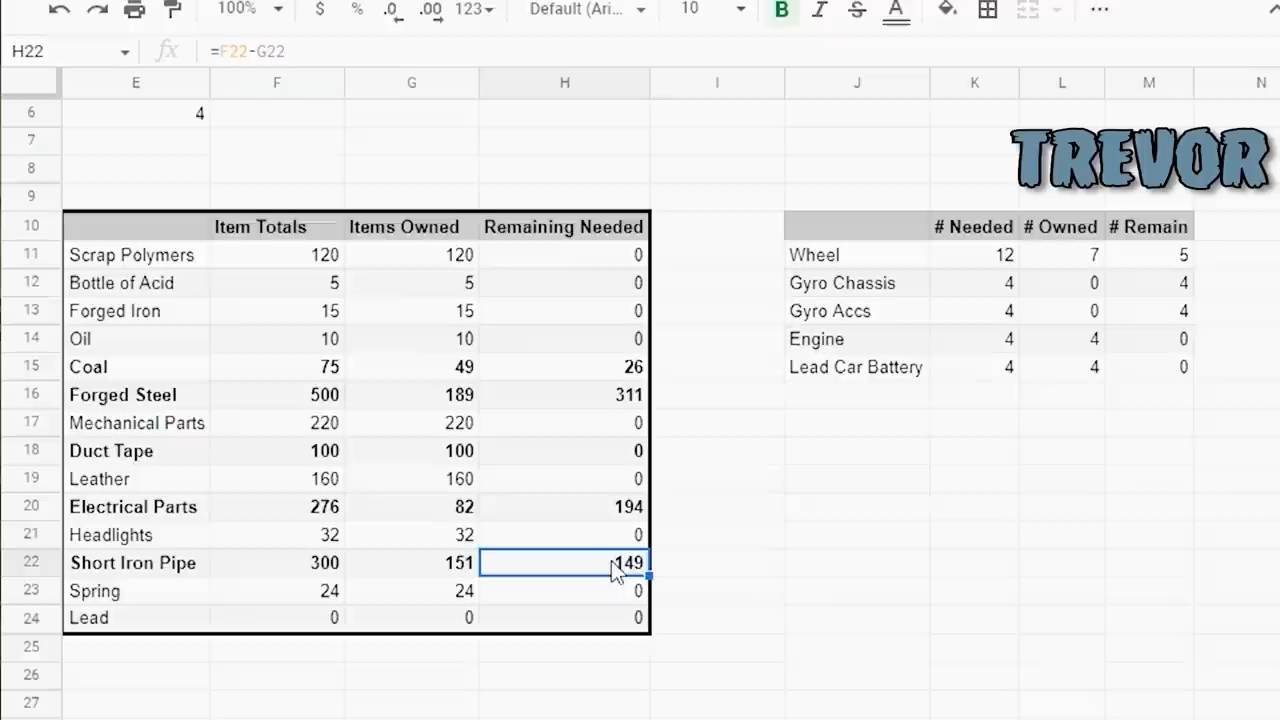 100% $ % .0 .00 123 Default (Ari... 10 B I S A ...
H22 fx =F22-G22
E F G H I J K L M N
6 4
7
TREVOR
8
9
10 Item Totals Items Owned Remaining Needed # Needed # Owned # Remain
11 Scrap Polymers 120 120 0 Wheel 12 7 5
12 Bottle of Acid 5 5 0 Gyro Chassis 4 0 4
13 Forged Iron 15 15 0 Gyro Accs 4 0 4
14 Oil 10 10 0 Engine 4 4 0
15 Coal 75 49 26 Lead Car Battery 4 4 0
16 Forged Steel 500 189 311
17 Mechanical Parts 220 220 0
18 Duct Tape 100 100 0
19 Leather 160 160 0
20 Electrical Parts 276 82 194
21 Headlights 32 32 0
22 Short Iron Pipe 300 151 149
23 Spring 24 24 0
24 Lead 0 0 0
25
26
27